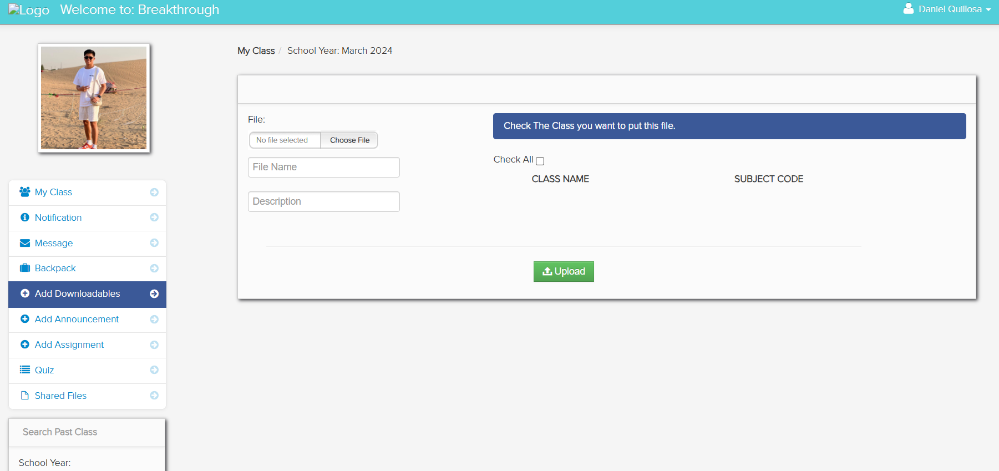 Logo Welcome to: Breakthrough
Daniel Quillosa
My Class / School Year: March 2024
File:
No file selected Choose File
File Name
Description
Check The Class you want to put this file.
Check All
CLASS NAME SUBJECT CODE
Upload
My Class
Notification
Message
Backpack
Add Downloadables
Add Announcement
Add Assignment
Quiz
Shared Files
Search Past Class
School Year: